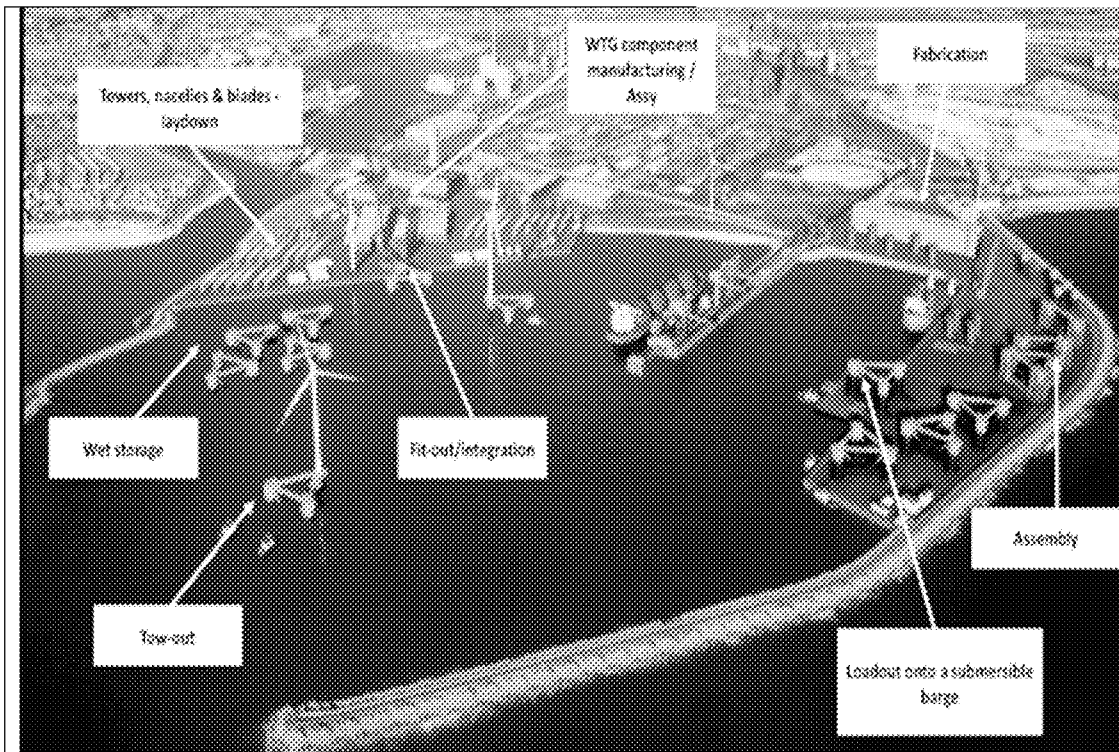 WTG component
manufacturing /
Assy
Fabrication
Towers, nacelles & blades -
laydown
Wet storage
Fit-out/integration
Assembly
Tow-out
Loadout onto a submersible
barge